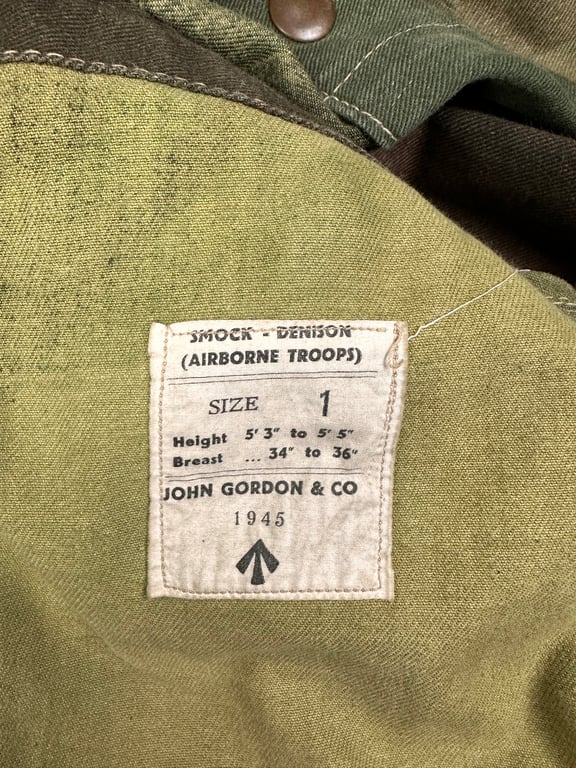 SMOCK - DENISON
(AIRBORNE TROOPS)
SIZE 1
Height 5' 3" to 5' 5"
Breast ... 34" to 36"
JOHN GORDON & CO
1945